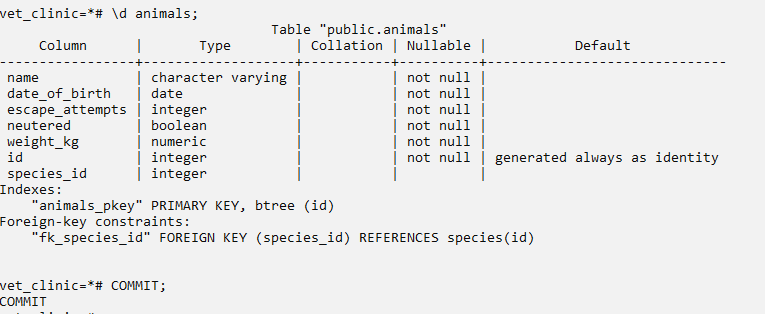 vet_clinic=*# \d animals;
Table "public.animals"
Column | Type | Collation | Nullable | Default
-----------------+-------------------+-----------+----------+------------------------------
name | character varying | | not null |
date_of_birth | date | | not null |
escape_attempts | integer | | not null |
neutered | boolean | | not null |
weight_kg | numeric | | not null |
id | integer | | not null | generated always as identity
species_id | integer | | |
Indexes:
"animals_pkey" PRIMARY KEY, btree (id)
Foreign-key constraints:
"fk_species_id" FOREIGN KEY (species_id) REFERENCES species(id)
vet_clinic=*# COMMIT;
COMMIT